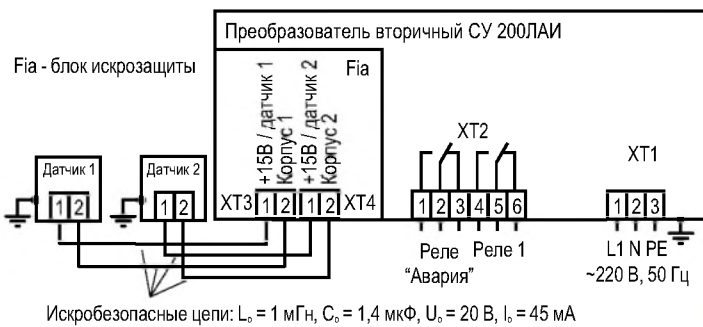 Преобразователь вторичный СУ 200ЛАИ
Fia - блок искрозащиты
Fia
+15В / датчик 1
Корпус 1
+15В / датчик 2
Корпус 2
XT2
XT1
Датчик 1
Датчик 2
1 2
1 2
XT3 1 2 1 2 XT4
1 2 3 4 5 6
1 2 3
Реле "Авария"
Реле 1
L1 N PE
~220 В, 50 Гц
Искробезопасные цепи: Lₒ = 1 мГн, Cₒ = 1,4 мкФ, Uₒ = 20 В, Iₒ = 45 мА